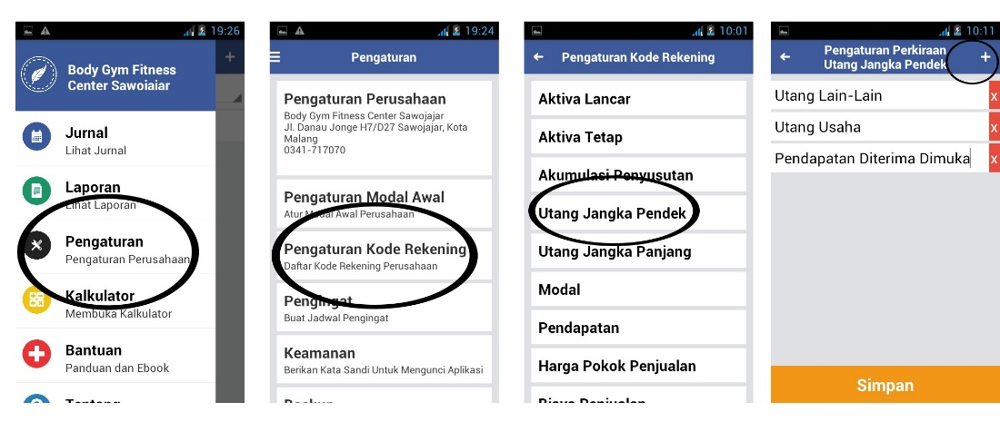 19:26
Body Gym Fitness
Center Sawoiaiar
+
Jurnal
Lihat Jurnal
Laporan
Lihat Laporan
Pengaturan
Pengaturan Perusahaan
Kalkulator
Membuka Kalkulator
Bantuan
Panduan dan Ebook
Tentang
19:24
Pengaturan
Pengaturan Perusahaan
Body Gym Fitness Center Sawojajar
Jl. Danau Jonge H7/D27 Sawojajar, Kota
Malang
0341-717070
Pengaturan Modal Awal
Atur Modal Awal Perusahaan
Pengaturan Kode Rekening
Daftar Kode Rekening Perusahaan
Pengingat
Buat Jadwal Pengingat
Keamanan
Berikan Kata Sandi Untuk Mengunci Aplikasi
Backup
10:01
Pengaturan Kode Rekening
Aktiva Lancar
Aktiva Tetap
Akumulasi Penyusutan
Utang Jangka Pendek
Utang Jangka Panjang
Modal
Pendapatan
Harga Pokok Penjualan
Biaya Penjualan
10:11
Pengaturan Perkiraan
Utang Jangka Pendek
+
Utang Lain-Lain X
Utang Usaha X
Pendapatan Diterima Dimuka X
Simpan